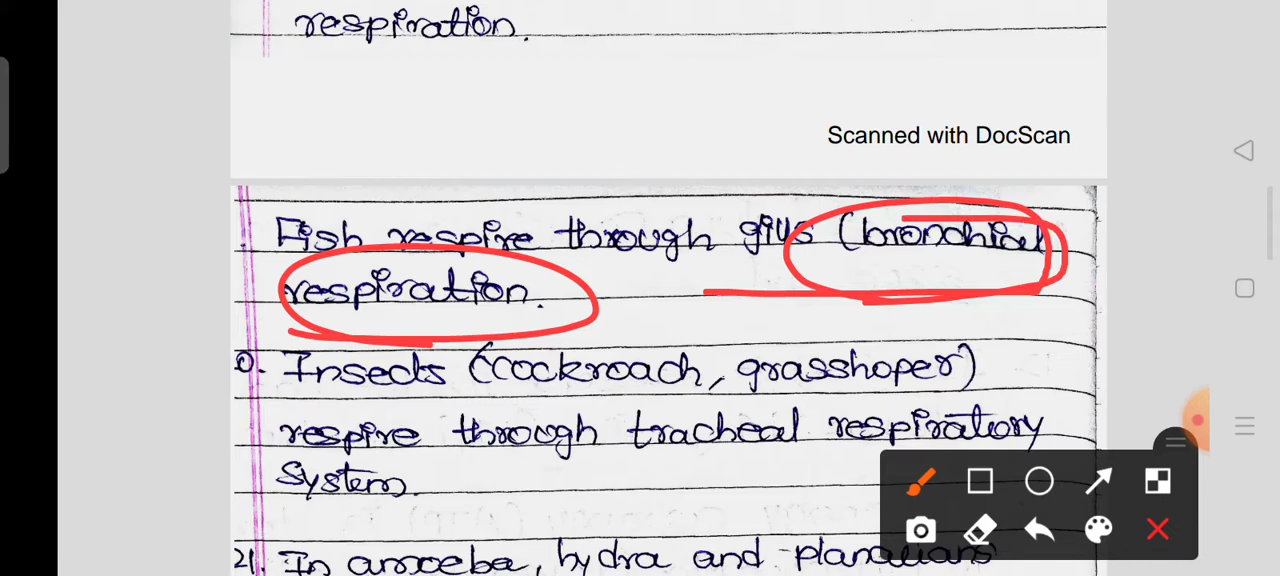 respiration.
Scanned with DocScan
Fish respire through gills (bronchial
respiration.
0. Insects (cockroach, grasshoper)
respire through tracheal respiratory
System.
21. In amoeba, hydra and planarians